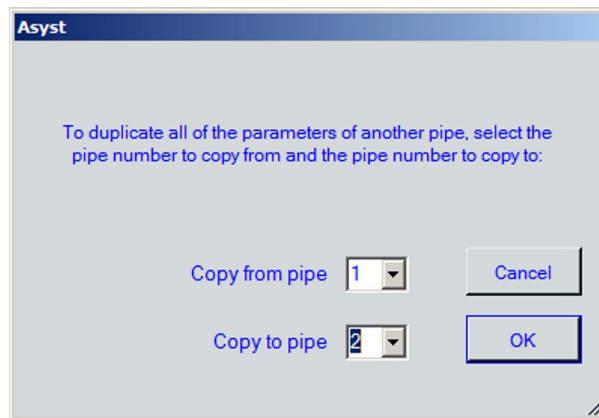 Asyst
To duplicate all of the parameters of another pipe, select the
pipe number to copy from and the pipe number to copy to:
Copy from pipe 1 Cancel
Copy to pipe 2 OK